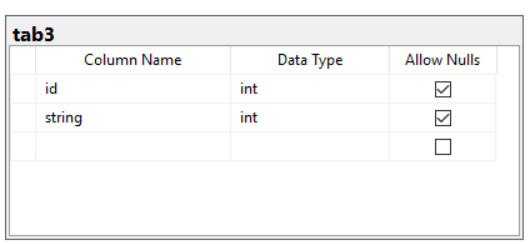 tab3
Column Name Data Type Allow Nulls
id int
string int